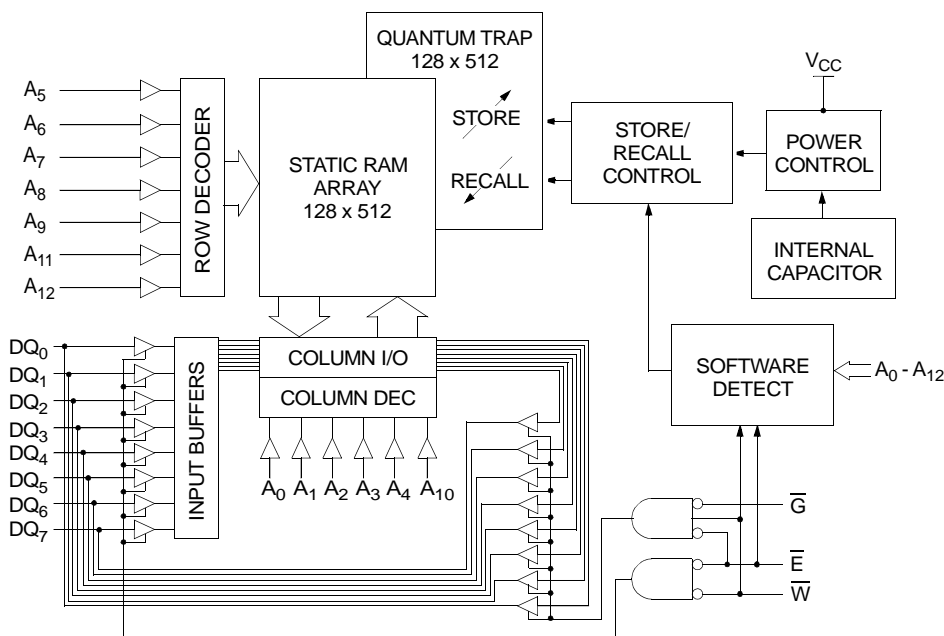 QUANTUM TRAP
128 x 512
STORE
RECALL
STATIC RAM
ARRAY
128 x 512
A5
A6
A7
A8
A9
A11
A12
ROW DECODER
STORE/
RECALL
CONTROL
VCC
POWER
CONTROL
INTERNAL
CAPACITOR
DQ0
DQ1
DQ2
DQ3
DQ4
DQ5
DQ6
DQ7
INPUT BUFFERS
COLUMN I/O
COLUMN DEC
A0 A1 A2 A3 A4 A10
SOFTWARE
DETECT
A0 - A12
G̅
E̅
W̅